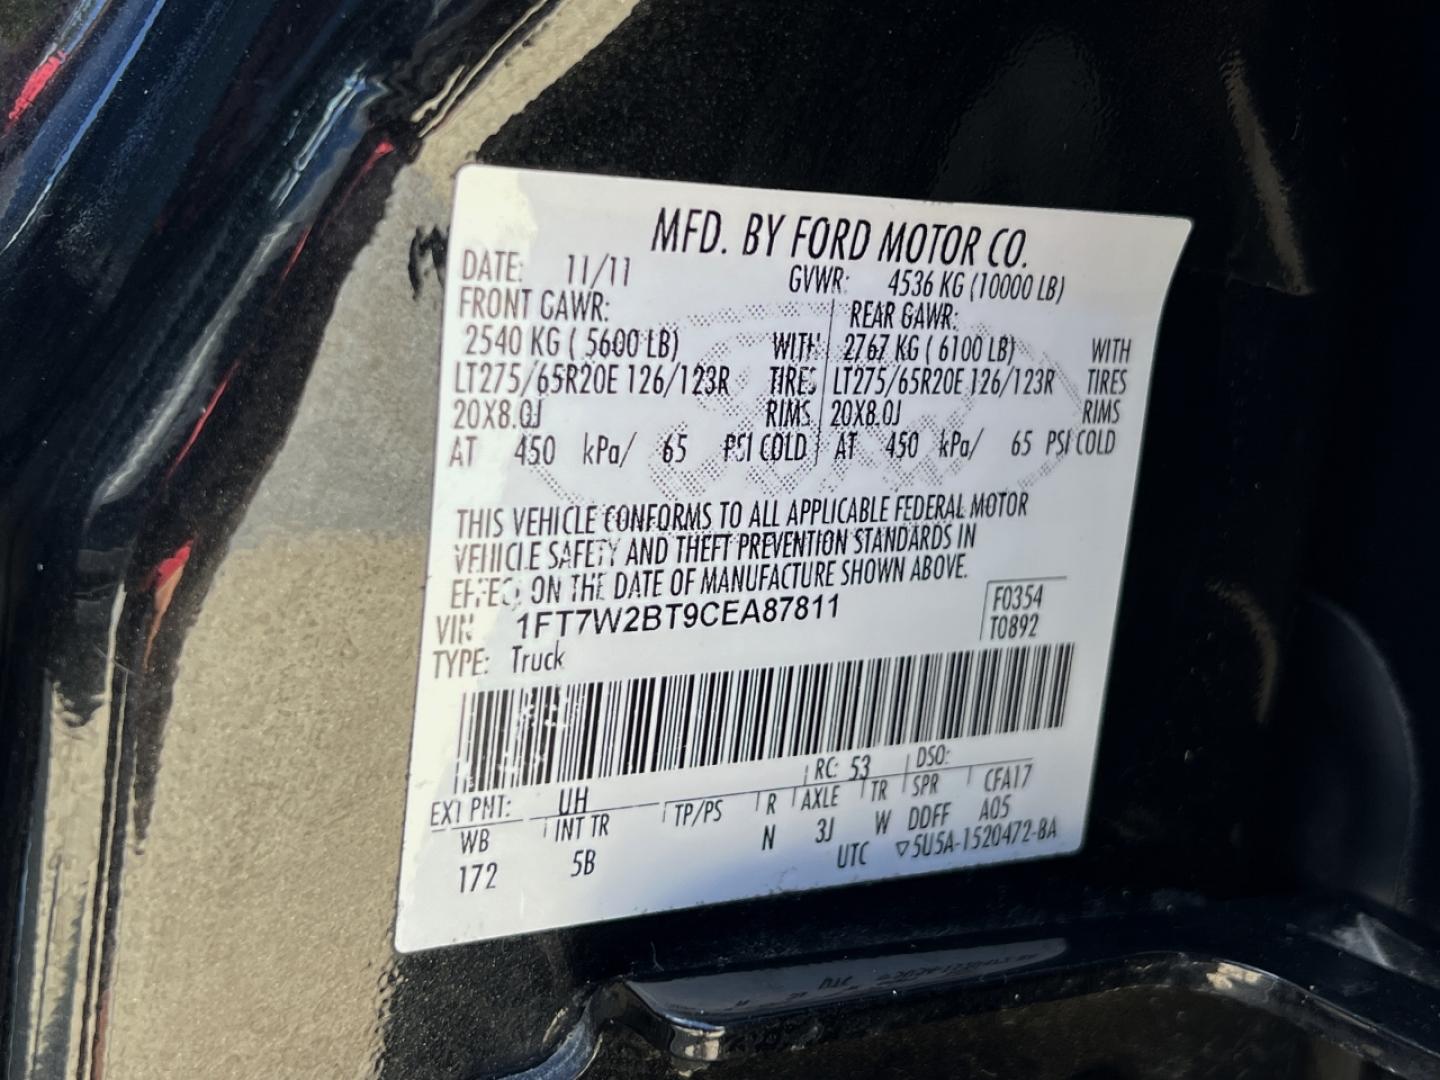 MFD. BY FORD MOTOR CO.
DATE: 11/11 GVWR: 4536 KG (10000 LB)
FRONT GAWR: REAR GAWR:
2540 KG ( 5600 LB) WITH 2767 KG ( 6100 LB) WITH
LT275/65R20E 126/123R TIRES LT275/65R20E 126/123R TIRES
20X8.0J RIMS 20X8.0J RIMS
AT 450 kPa/ 65 PSI COLD AT 450 kPa/ 65 PSI COLD
THIS VEHICLE CONFORMS TO ALL APPLICABLE FEDERAL MOTOR
VEHICLE SAFETY AND THEFT PREVENTION STANDARDS IN
EFFECT ON THE DATE OF MANUFACTURE SHOWN ABOVE.
VIN: 1FT7W2BT9CEA87811 F0354
TYPE: Truck T0892
EXT PNT: UH RC: 53 DSO:
WB INT TR TP/PS R AXLE TR SPR CFA17
172 5B N 3J W DDFF A05
UTC ▽5U5A-1520472-BA